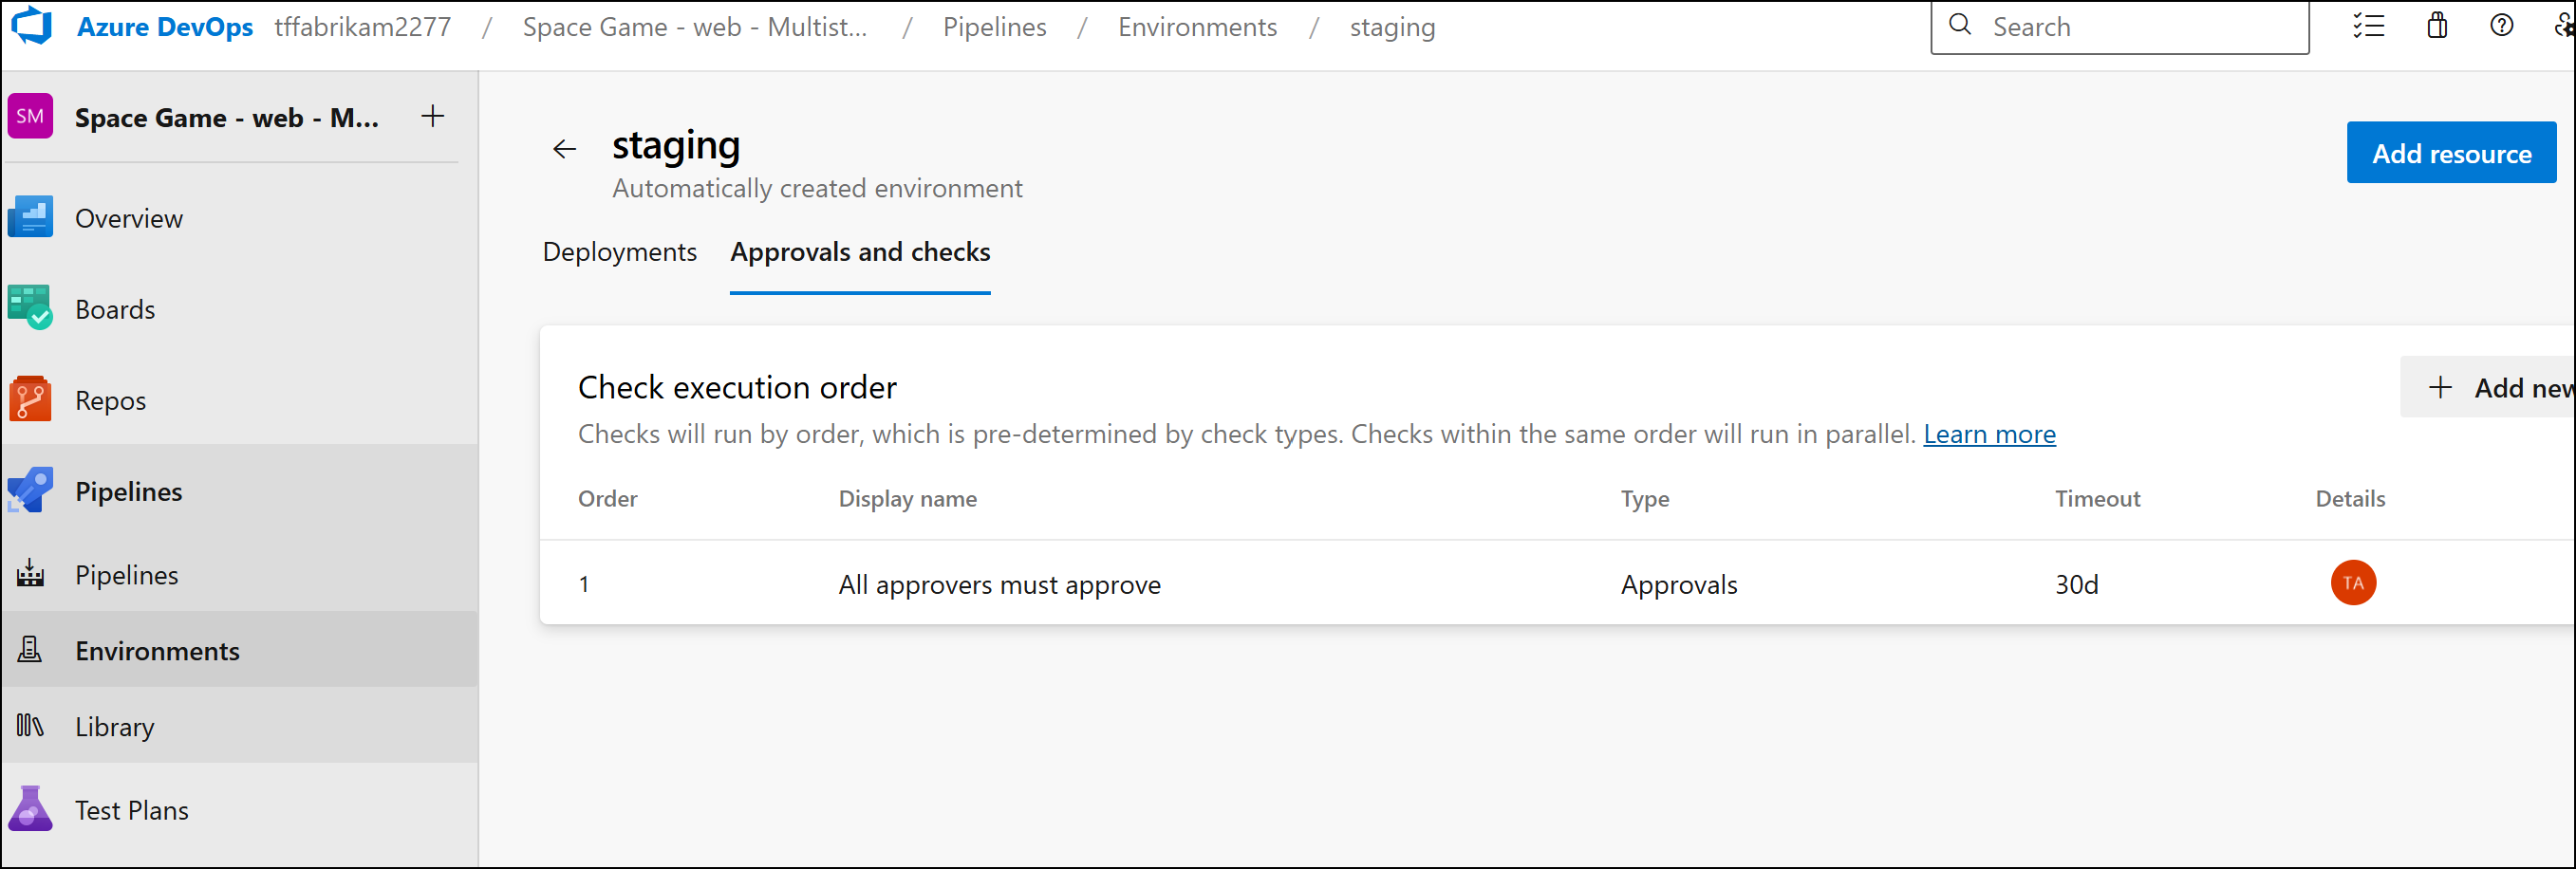 Azure DevOps tffabrikam2277 / Space Game - web - Multist... / Pipelines / Environments / staging
Search
SM Space Game - web - M... +
Overview
Boards
Repos
Pipelines
Pipelines
Environments
Library
Test Plans
staging
Automatically created environment
Add resource
Deployments Approvals and checks
Check execution order
+ Add new
Checks will run by order, which is pre-determined by check types. Checks within the same order will run in parallel. Learn more
Order Display name Type Timeout Details
1 All approvers must approve Approvals 30d TA